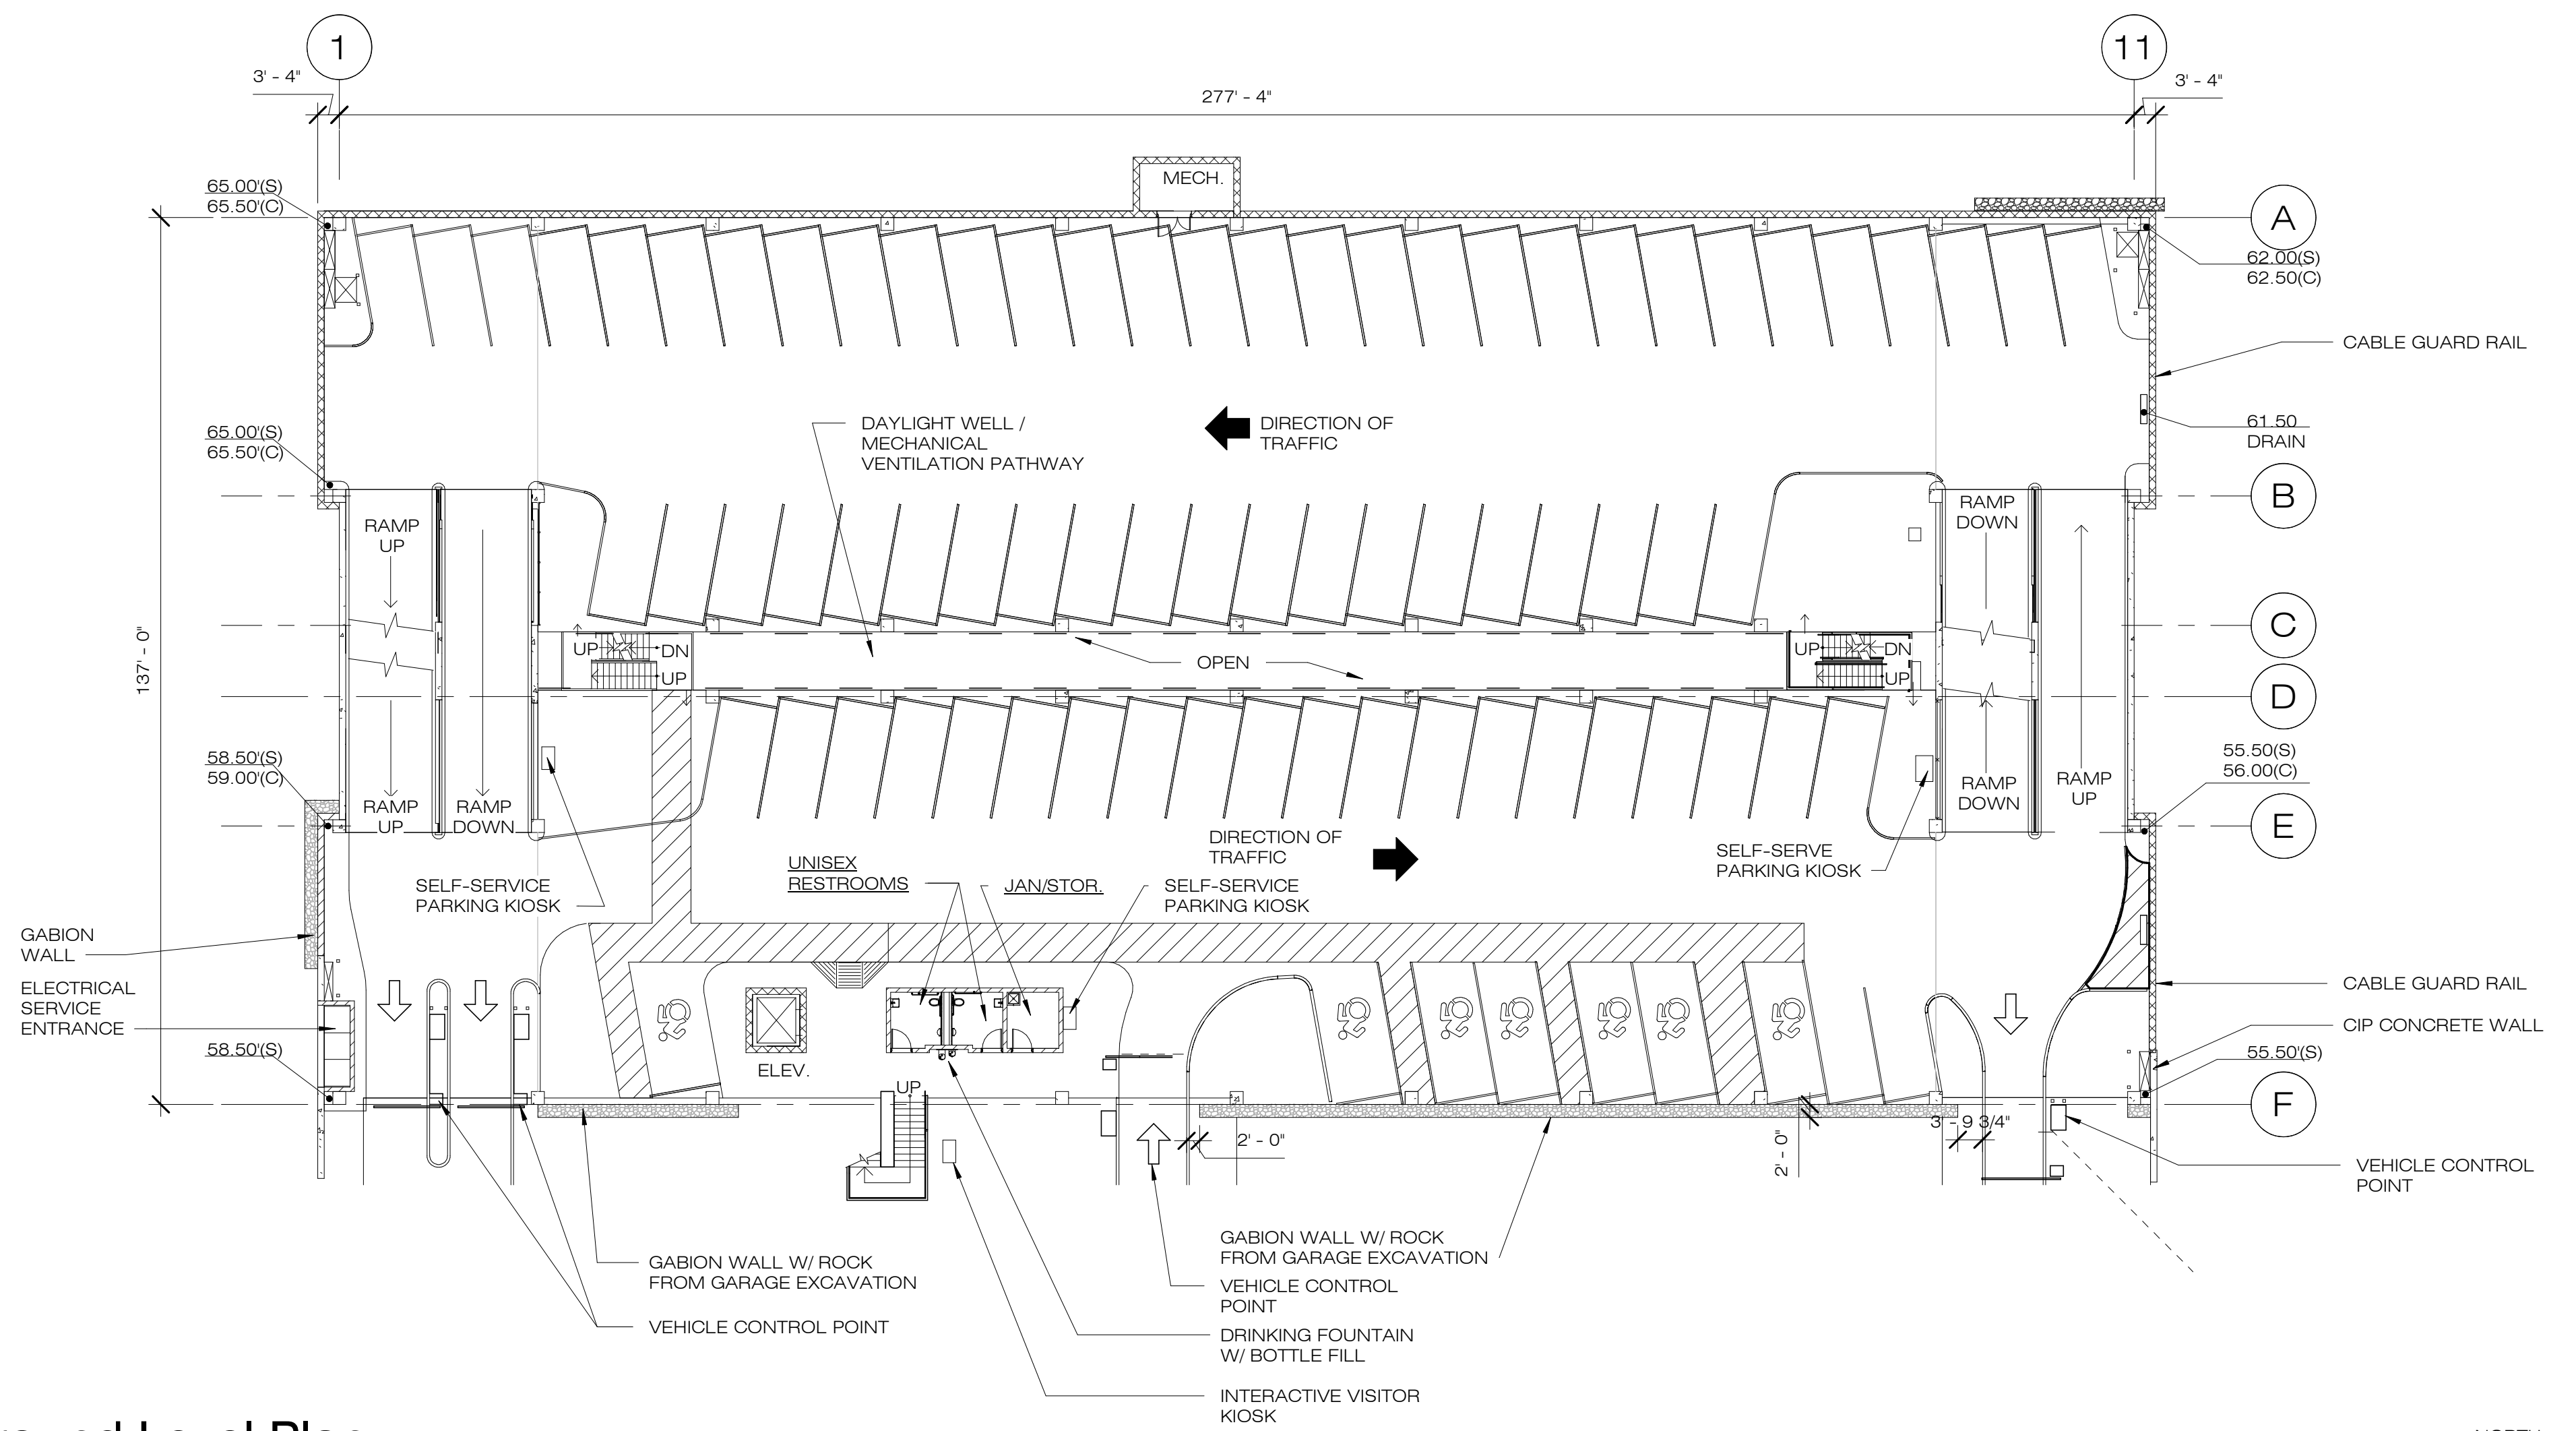 1
11
3' - 4"
277' - 4"
3' - 4"
MECH.
65.00'(S)
65.50'(C)
A
62.00(S)
62.50(C)
CABLE GUARD RAIL
DAYLIGHT WELL /
MECHANICAL
VENTILATION PATHWAY
DIRECTION OF
TRAFFIC
61.50
DRAIN
65.00'(S)
65.50'(C)
B
RAMP
UP
RAMP
DOWN
C
137' - 0"
UP
DN
UP
OPEN
UP
DN
UP
D
58.50'(S)
59.00'(C)
55.50(S)
56.00(C)
RAMP
UP
RAMP
DOWN
RAMP
DOWN
RAMP
UP
E
DIRECTION OF
TRAFFIC
SELF-SERVE
PARKING KIOSK
UNISEX
RESTROOMS
JAN/STOR.
SELF-SERVICE
PARKING KIOSK
SELF-SERVICE
PARKING KIOSK
GABION
WALL
ELECTRICAL
SERVICE
ENTRANCE
CABLE GUARD RAIL
CIP CONCRETE WALL
58.50'(S)
55.50'(S)
ELEV.
UP
F
2' - 0"
2' - 0"
3' - 9 3/4"
VEHICLE CONTROL
POINT
GABION WALL W/ ROCK
FROM GARAGE EXCAVATION
GABION WALL W/ ROCK
FROM GARAGE EXCAVATION
VEHICLE CONTROL
POINT
VEHICLE CONTROL POINT
DRINKING FOUNTAIN
W/ BOTTLE FILL
INTERACTIVE VISITOR
KIOSK
Level Plan